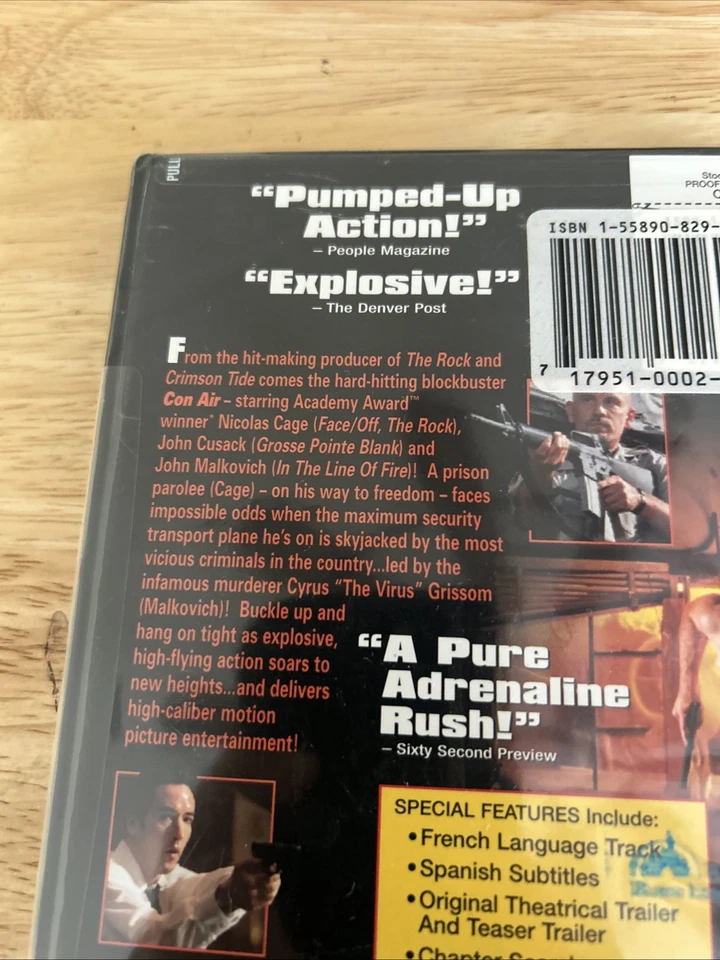 PULL
“Pumped-Up
Action!”
– People Magazine
“Explosive!”
– The Denver Post
PROOF
ISBN 1-55890-829-
7 17951-0002-
From the hit-making producer of The Rock and
Crimson Tide comes the hard-hitting blockbuster
Con Air – starring Academy Award™
winner* Nicolas Cage (Face/Off, The Rock),
John Cusack (Grosse Pointe Blank) and
John Malkovich (In The Line Of Fire)! A prison
parolee (Cage) – on his way to freedom – faces
impossible odds when the maximum security
transport plane he's on is skyjacked by the most
vicious criminals in the country...led by the
infamous murderer Cyrus “The Virus” Grissom
(Malkovich)! Buckle up and
hang on tight as explosive,
high-flying action soars to
new heights...and delivers
high-caliber motion
picture entertainment!
“A Pure
Adrenaline
Rush!”
– Sixty Second Preview
SPECIAL FEATURES Include:
•French Language Track
•Spanish Subtitles
•Original Theatrical Trailer
And Teaser Trailer
•Chapter